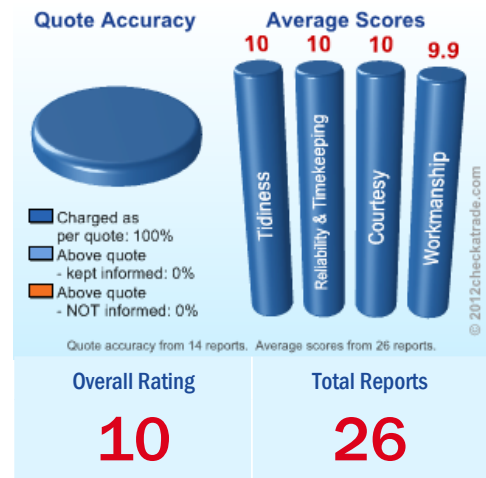 Quote Accuracy
Average Scores
10
10
10
9.9
Tidiness
Reliability & Timekeeping
Courtesy
Workmanship
Charged as
per quote: 100%
Above quote
- kept informed: 0%
Above quote
- NOT informed: 0%
© 2012checkatrade.com
Quote accuracy from 14 reports. Average scores from 26 reports.
Overall Rating
Total Reports
10
26